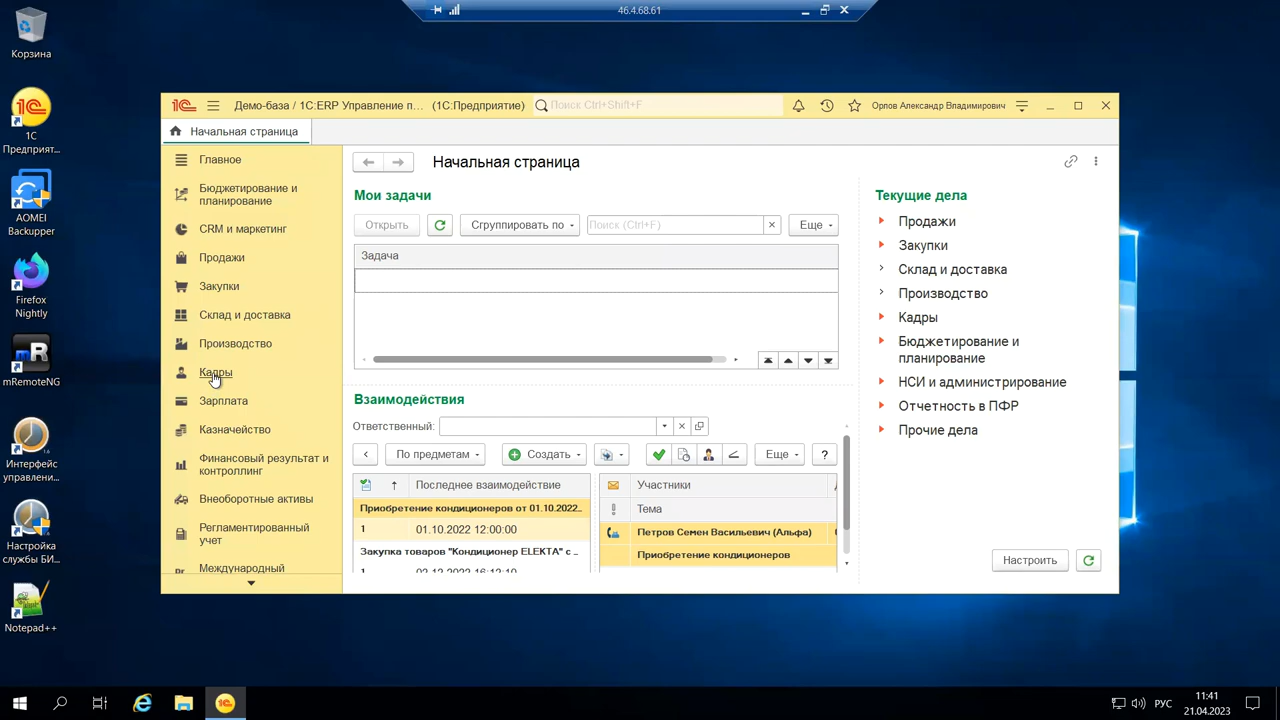 46.4.68.61
Корзина
1С
Предприят...
AOMEI
Backupper
Firefox
Nightly
mRemoteNG
Интерфейс
управлени...
Настройка
службы БИ...
Notepad++
Демо-база / 1С:ERP Управление п... (1С:Предприятие)
Поиск Ctrl+Shift+F
Орлов Александр Владимирович
Начальная страница
Главное
Бюджетирование и
планирование
CRM и маркетинг
Продажи
Закупки
Склад и доставка
Производство
Кадры
Зарплата
Казначейство
Финансовый результат и
контроллинг
Внеоборотные активы
Регламентированный
учет
Международный
Начальная страница
Мои задачи
Открыть
Сгруппировать по
Поиск (Ctrl+F)
Еще
Задача
Взаимодействия
Ответственный:
По предметам
Создать
Еще
?
Последнее взаимодействие
Приобретение кондиционеров от 01.10.2022...
1 01.10.2022 12:00:00
Закупка товаров "Кондиционер ELEKTA" с ..
Участники
Тема
Петров Семен Васильевич (Альфа)
Приобретение кондиционеров
Текущие дела
Продажи
Закупки
Склад и доставка
Производство
Кадры
Бюджетирование и
планирование
НСИ и администрирование
Отчетность в ПФР
Прочие дела
Настроить
РУС
11:41
21.04.2023